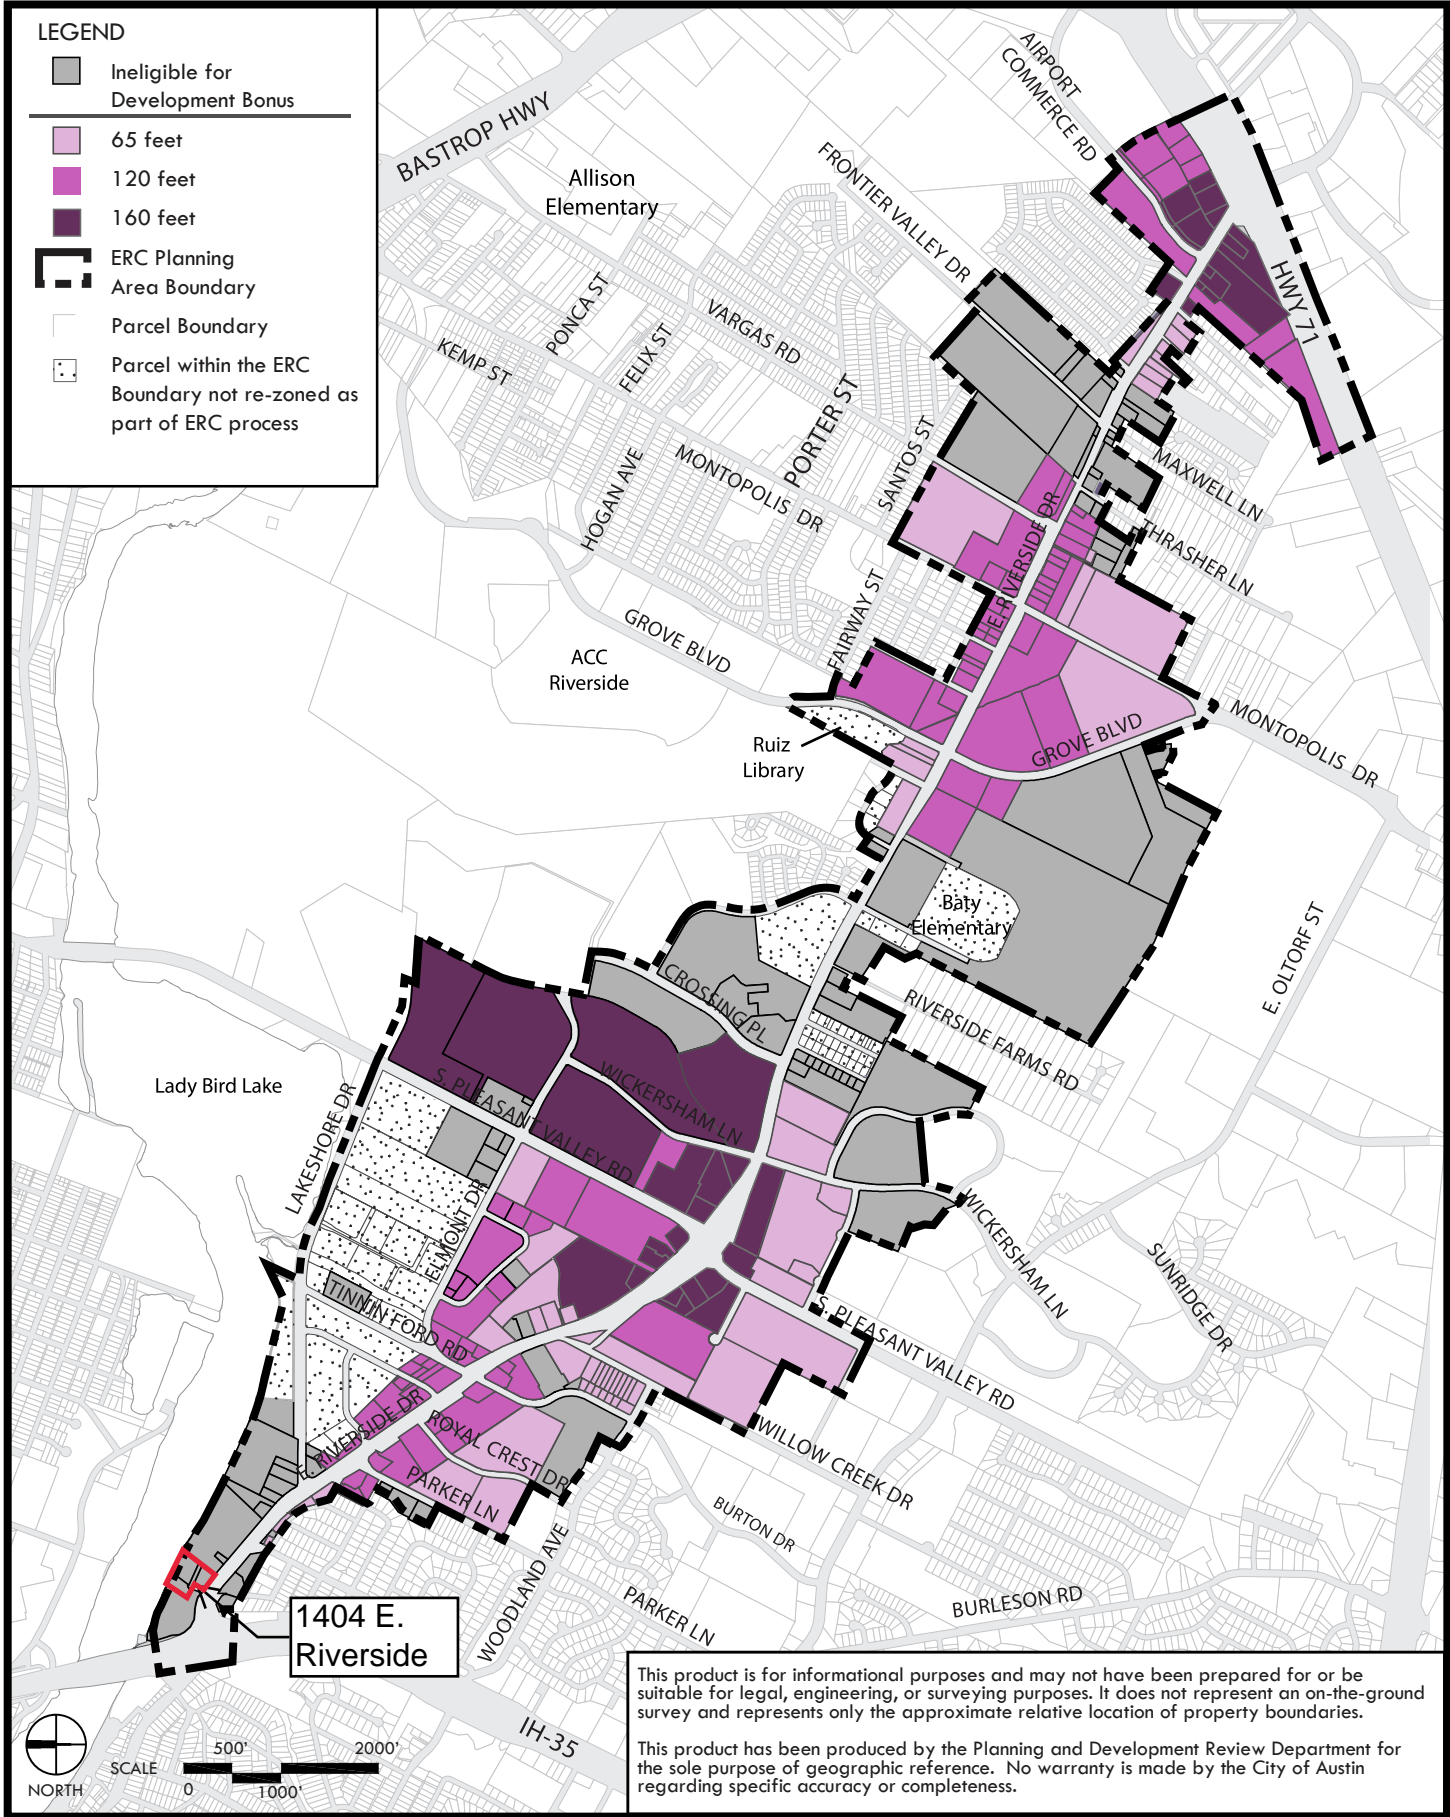 LEGEND
Ineligible for
Development Bonus
65 feet
120 feet
160 feet
ERC Planning
Area Boundary
Parcel Boundary
Parcel within the ERC
Boundary not re-zoned as
part of ERC process
AIRPORT
COMMERCE RD
BASTROP HWY
Allison
Elementary
FRONTIER VALLEY DR
HWY 71
PONCA ST
VARGAS RD
FELIX ST
KEMP ST
PORTER ST
SANTOS ST
HOGAN AVE
MONTOPOLIS DR
MAXWELL LN
THRASHER LN
E. RIVERSIDE DR
FAIRWAY ST
GROVE BLVD
ACC
Riverside
GROVE BLVD
MONTOPOLIS DR
Ruiz
Library
Baty
Elementary
E. OLTORF ST
CROSSING PL
RIVERSIDE FARMS RD
Lady Bird Lake
LAKESHORE DR
S. PLEASANT VALLEY RD
WICKERSHAM LN
ELMONT DR
WICKERSHAM LN
SUNRIDGE DR
TINNIN FORD RD
S. PLEASANT VALLEY RD
E. RIVERSIDE DR
ROYAL CREST DR
PARKER LN
WILLOW CREEK DR
BURTON DR
WOODLAND AVE
PARKER LN
BURLESON RD
1404 E.
Riverside
IH-35
NORTH
SCALE
500'
2000'
0
1000'
This product is for informational purposes and may not have been prepared for or be
suitable for legal, engineering, or surveying purposes. It does not represent an on-the-ground
survey and represents only the approximate relative location of property boundaries.
This product has been produced by the Planning and Development Review Department for
the sole purpose of geographic reference.  No warranty is made by the City of Austin
regarding specific accuracy or completeness.